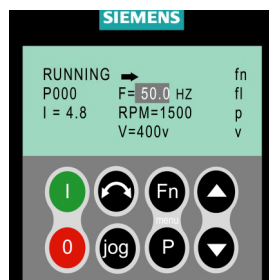 SIEMENS
RUNNING fn
P000 F= 50.0 HZ fl
I = 4.8 RPM=1500 p
V=400v v
I Fn
menu
0 jog P